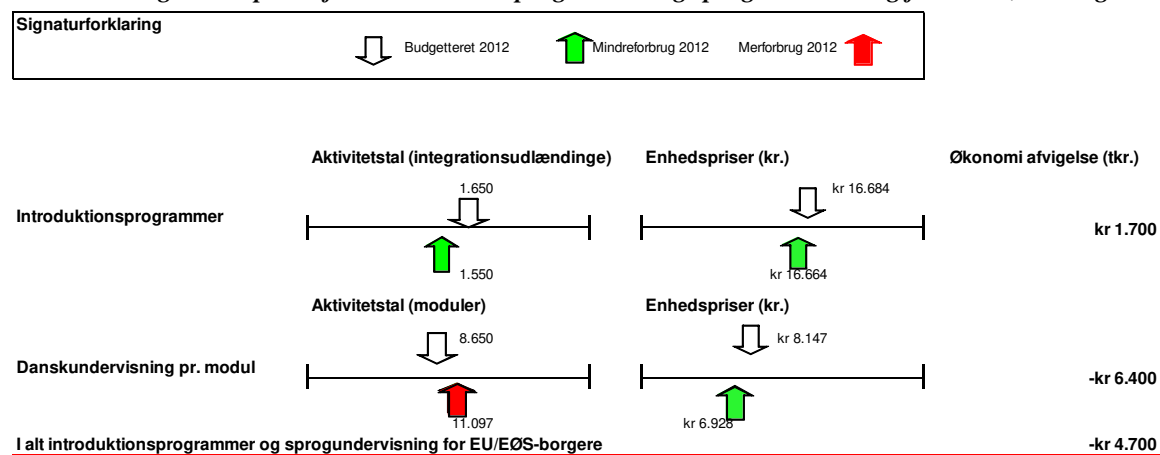 Signaturforklaring
Budgetteret 2012 Mindreforbrug 2012 Merforbrug 2012
Aktivitetstal (integrationsudlændinge) Enhedspriser (kr.) Økonomi afvigelse (tkr.)
1.650 kr 16.684
Introduktionsprogrammer
kr 1.700
1.550 kr 16.664
Aktivitetstal (moduler) Enhedspriser (kr.)
8.650 kr 8.147
Danskundervisning pr. modul
-kr 6.400
11.097 kr 6.928
I alt introduktionsprogrammer og sprogundervisning for EU/EØS-borgere -kr 4.700